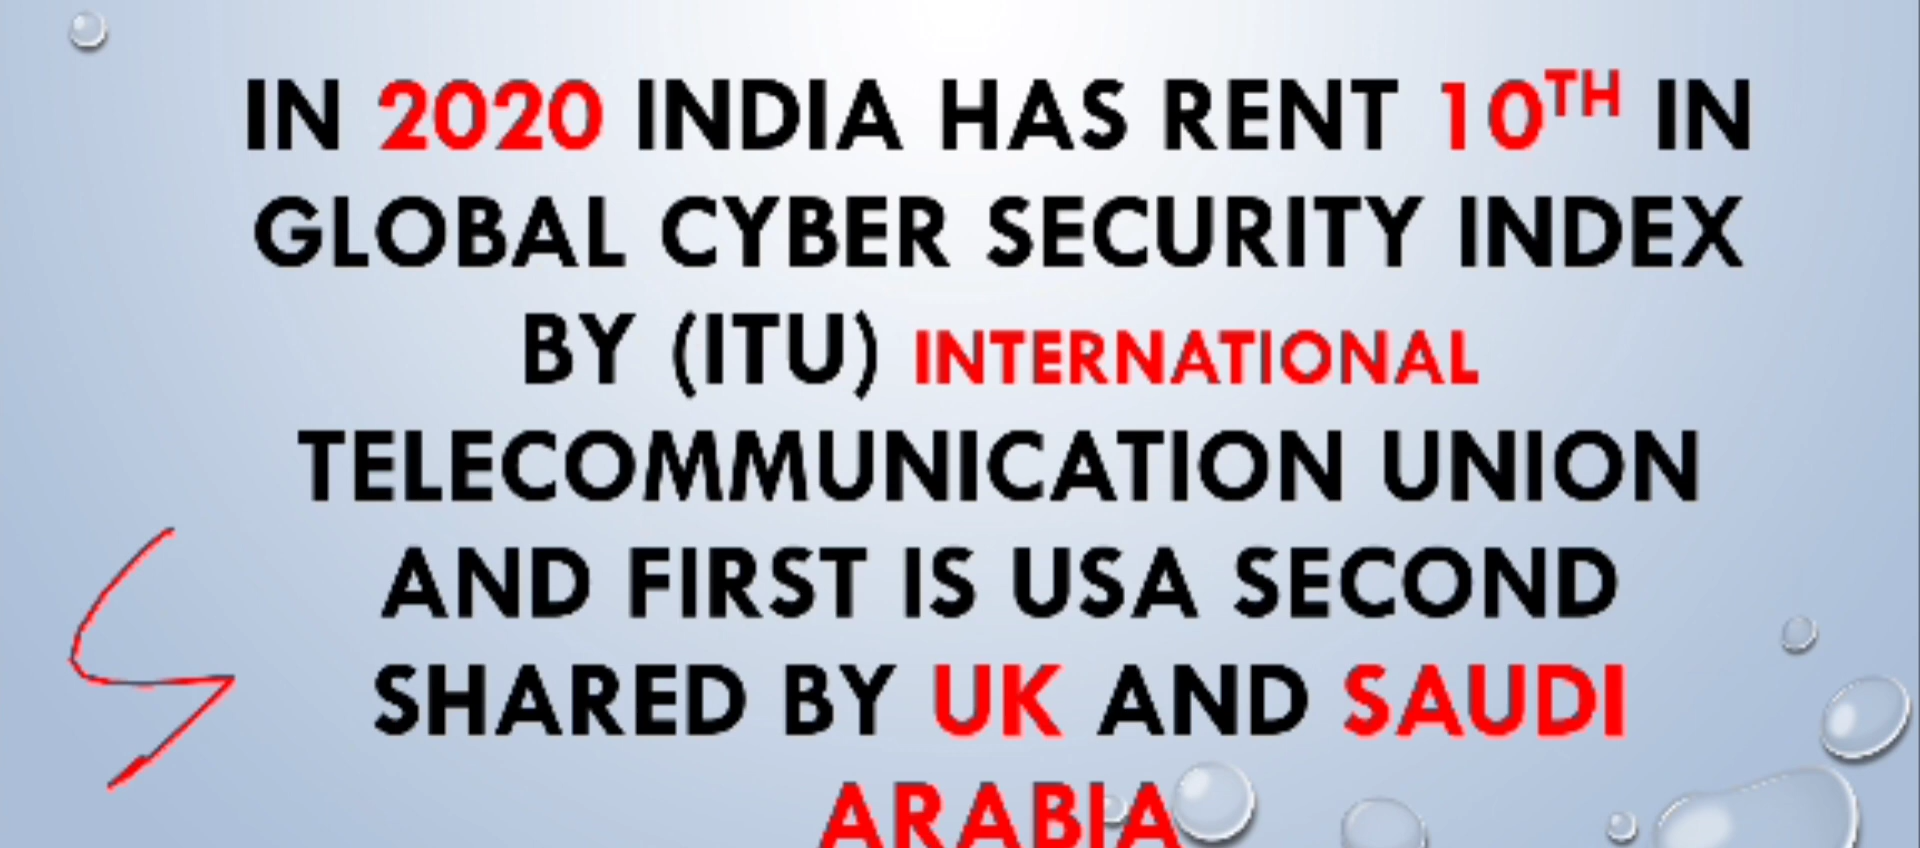 IN 2020 INDIA HAS RENT 10TH IN
GLOBAL CYBER SECURITY INDEX
BY (ITU) INTERNATIONAL
TELECOMMUNICATION UNION
AND FIRST IS USA SECOND
SHARED BY UK AND SAUDI
ARABIA